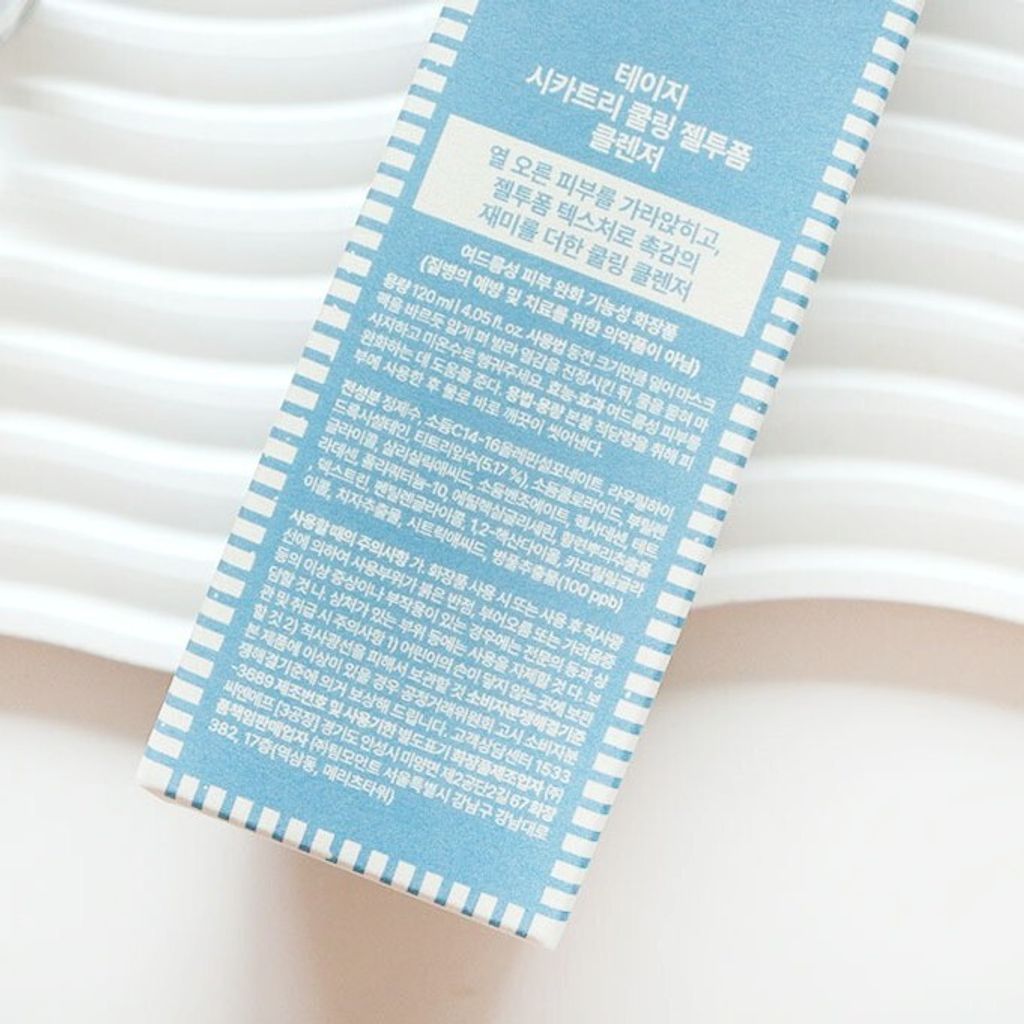 테이지
시카트리 쿨링 젤투폼
클렌저
열 오른 피부를 가라앉히고,
젤투폼 텍스처로 촉감의
재미를 더한 쿨링 클렌저
여드름성 피부 완화 기능성 화장품
(질병의 예방 및 치료를 위한 의약품이 아님)
용량 120 ml | 4.05 fl. oz. 사용법 동전 크기만큼 덜어 마스크
팩을 바르듯 얇게 펴 발라 열감을 진정시킨 뒤, 물을 묻혀 마
사지하고 미온수로 헹궈주세요. 효능·효과 여드름성 피부를
완화하는 데 도움을 준다. 용법·용량 본품 적당량을 취해 피
부에 사용한 후 물로 바로 깨끗이 씻어낸다.
전성분 정제수, 소듐C14-16올레핀설포네이트, 라우릴하이
드록시설테인, 티트리잎수(5.17 %), 소듐클로라이드, 부틸렌
글라이콜, 살리실릭애씨드, 소듐벤조에이트, 헥사데센, 테트
라데센, 폴리쿼터늄-10, 에틸헥실글리세린, 할련뿌리추출물
, 덱스트린, 펜틸렌글라이콜, 1,2-헥산다이올, 카프릴릴글라
이콜, 치자추출물, 시트릭애씨드, 병풀추출물(100 ppb)
사용할 때의 주의사항 가. 화장품 사용 시 또는 사용 후 직사광
선에 의하여 사용부위가 붉은 반점, 부어오름 또는 가려움증
등의 이상 증상이나 부작용이 있는 경우에는 전문의 등과 상
담할 것 나. 상처가 있는 부위 등에는 사용을 자제할 것 다. 보
관 및 취급 시 주의사항 1) 어린이의 손이 닿지 않는 곳에 보관
할 것 2) 직사광선을 피해서 보관할 것 소비자분쟁해결기준
본 제품에 이상이 있을 경우 공정거래위원회 고시 소비자분
쟁해결기준에 의거 보상해 드립니다. 고객상담센터 1533
-3689 제조번호 및 사용기한 별도표기 화장품제조업자 ㈜
씨엔에프 [3공장] 경기도 안성시 미양면 제2공단2길 67 화장
품책임판매업자 ㈜팀모먼트 서울특별시 강남구 강남대로
382, 17층(역삼동, 메리츠타워)